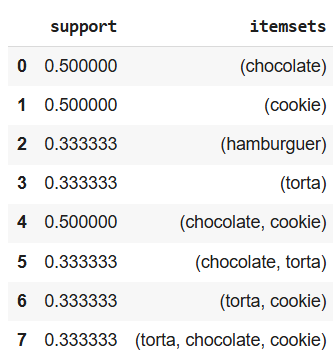 support itemsets
0 0.500000 (chocolate)
1 0.500000 (cookie)
2 0.333333 (hamburguer)
3 0.333333 (torta)
4 0.500000 (chocolate, cookie)
5 0.333333 (chocolate, torta)
6 0.333333 (torta, cookie)
7 0.333333 (torta, chocolate, cookie)